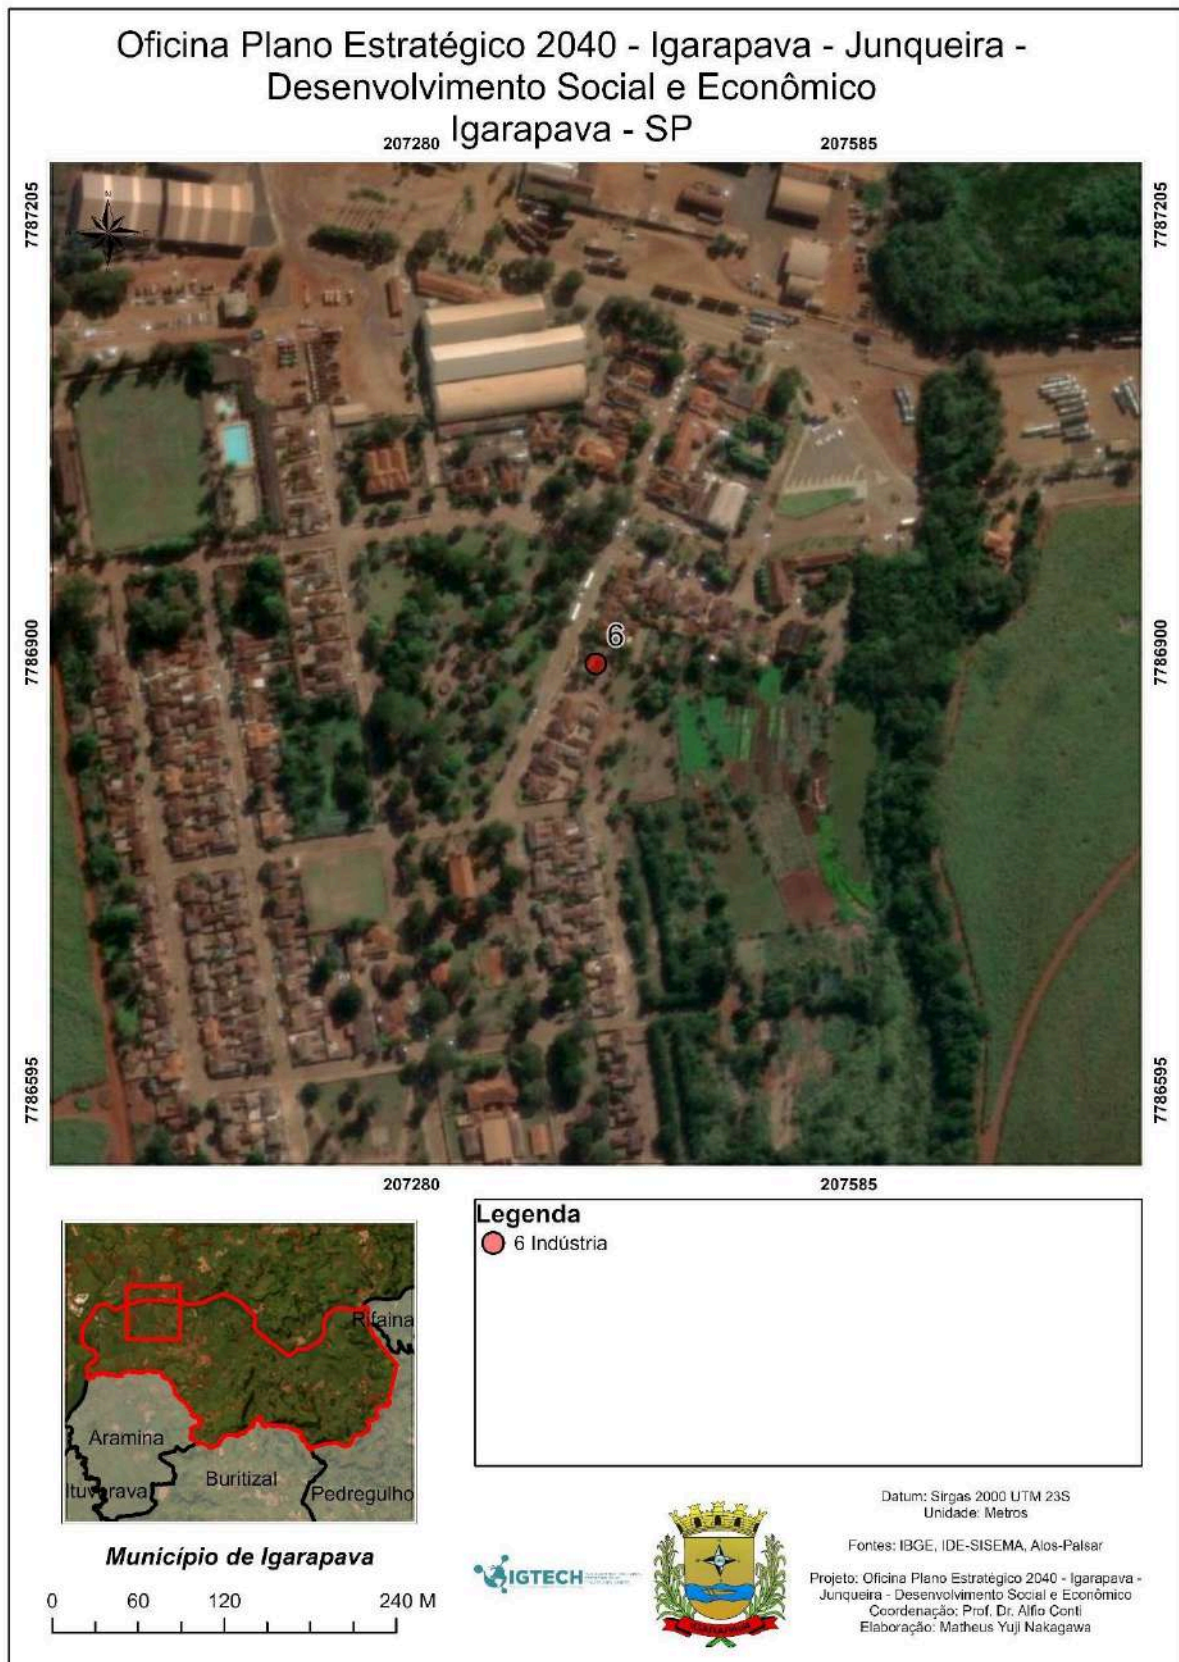 Oficina Plano Estratégico 2040 - Igarapava - Junqueira -
Desenvolvimento Social e Econômico
Igarapava - SP
207280
207585
7787205
7787205
N
6
7786900
7786900
7786595
7786595
207280
207585
Legenda
6 Indústria
Rifaina
Aramina
Ituverava
Buritizal
Pedregulho
Município de Igarapava
0 60 120 240 M
IGTECH
IGARAPAVA
Datum: Sirgas 2000 UTM 23S
Unidade: Metros
Fontes: IBGE, IDE-SISEMA, Alos-Palsar
Projeto: Oficina Plano Estratégico 2040 - Igarapava -
Junqueira - Desenvolvimento Social e Econômico
Coordenação: Prof. Dr. Alfio Conti
Elaboração: Matheus Yuji Nakagawa